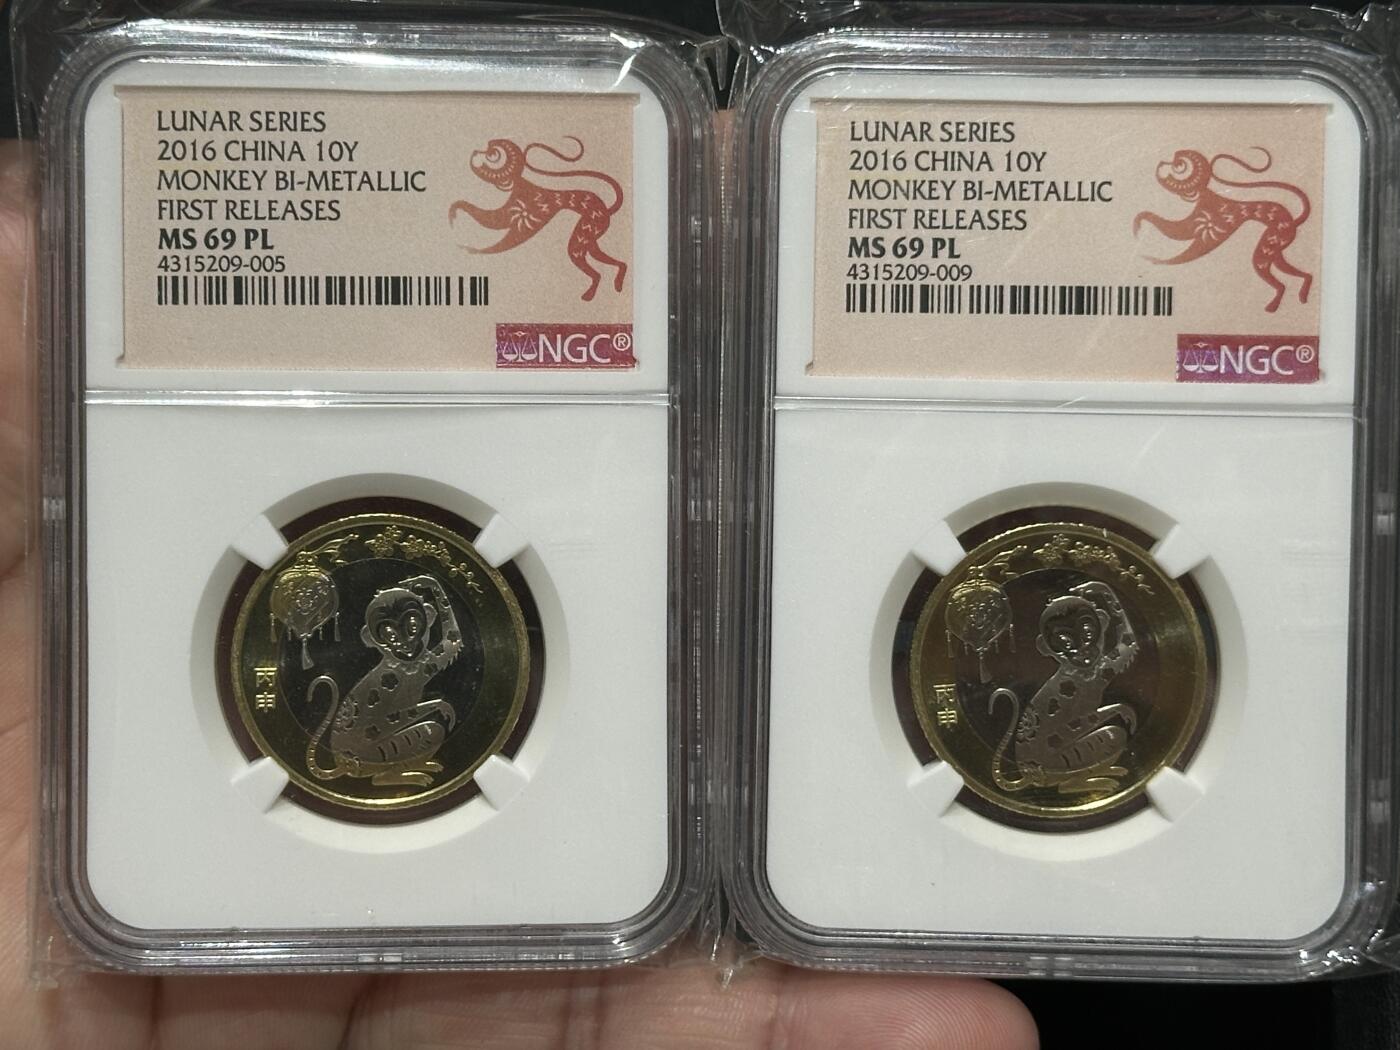 LUNAR SERIES
2016 CHINA 10Y
MONKEY BI-METALLIC
FIRST RELEASES
MS 69 PL
4315209-005
NGC®
丙申
LUNAR SERIES
2016 CHINA 10Y
MONKEY BI-METALLIC
FIRST RELEASES
MS 69 PL
4315209-009
NGC®
丙申